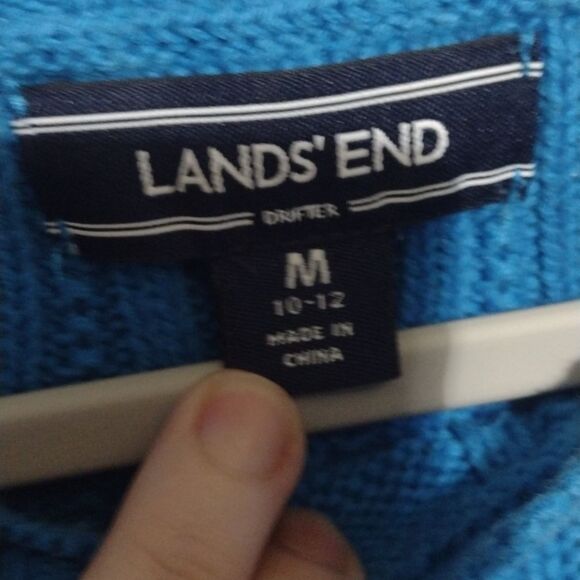 LANDS' END
DRIFTER
M
10-12
MADE IN
CHINA